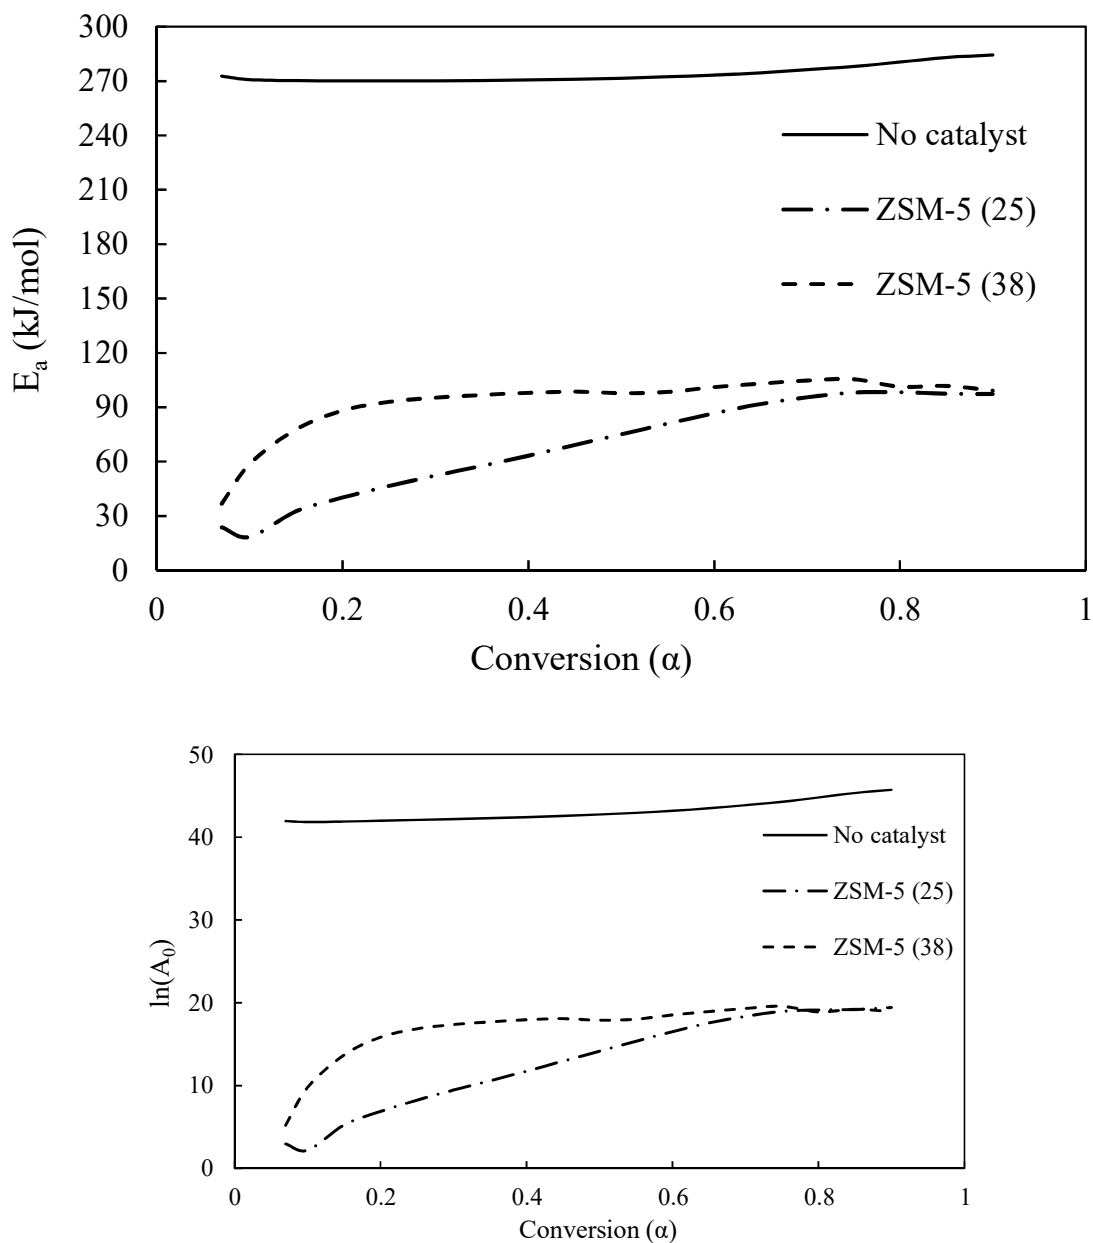 300
270
240
210
180
150
120
90
60
30
0
E_a (kJ/mol)
No catalyst
ZSM-5 (25)
ZSM-5 (38)
0 0.2 0.4 0.6 0.8 1
Conversion (α)
50
40
30
20
10
0
ln(A_0)
No catalyst
ZSM-5 (25)
ZSM-5 (38)
0 0.2 0.4 0.6 0.8 1
Conversion (α)